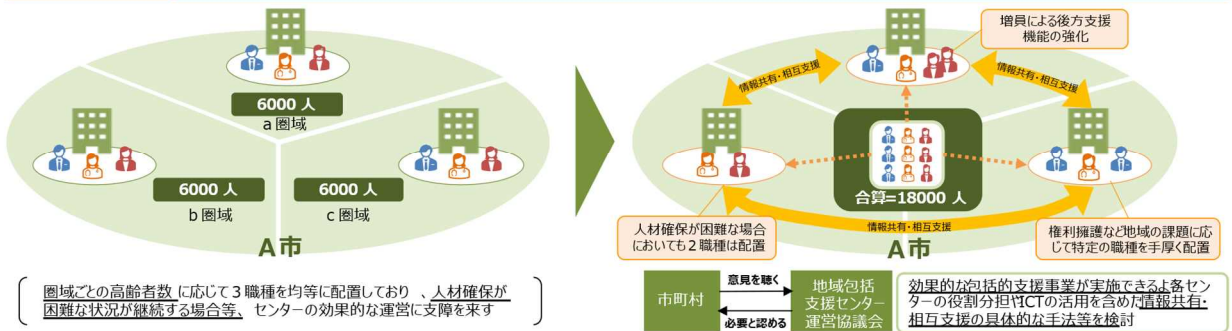 6000 人
a 圏域
6000 人
b 圏域
6000 人
c 圏域
A市
圏域ごとの高齢者数 に応じて３職種を均等に配置しており 、人材確保が
困難な状況が継続する場合等、センターの効果的な運営に支障を来す
増員による後方支援
機能の強化
情報共有・相互支援
情報共有・相互支援
合算=18000 人
人材確保が困難な場合
においても２職種は配置
情報共有・相互支援
A市
権利擁護など地域の課題に応
じて特定の職種を手厚く配置
市町村
意見を聴く
必要と認める
地域包括
支援センター
運営協議会
効果的な包括的支援事業が実施できるよう各セン
ターの役割分担やICTの活用を含めた情報共有・
相互支援の具体的な手法等を検討